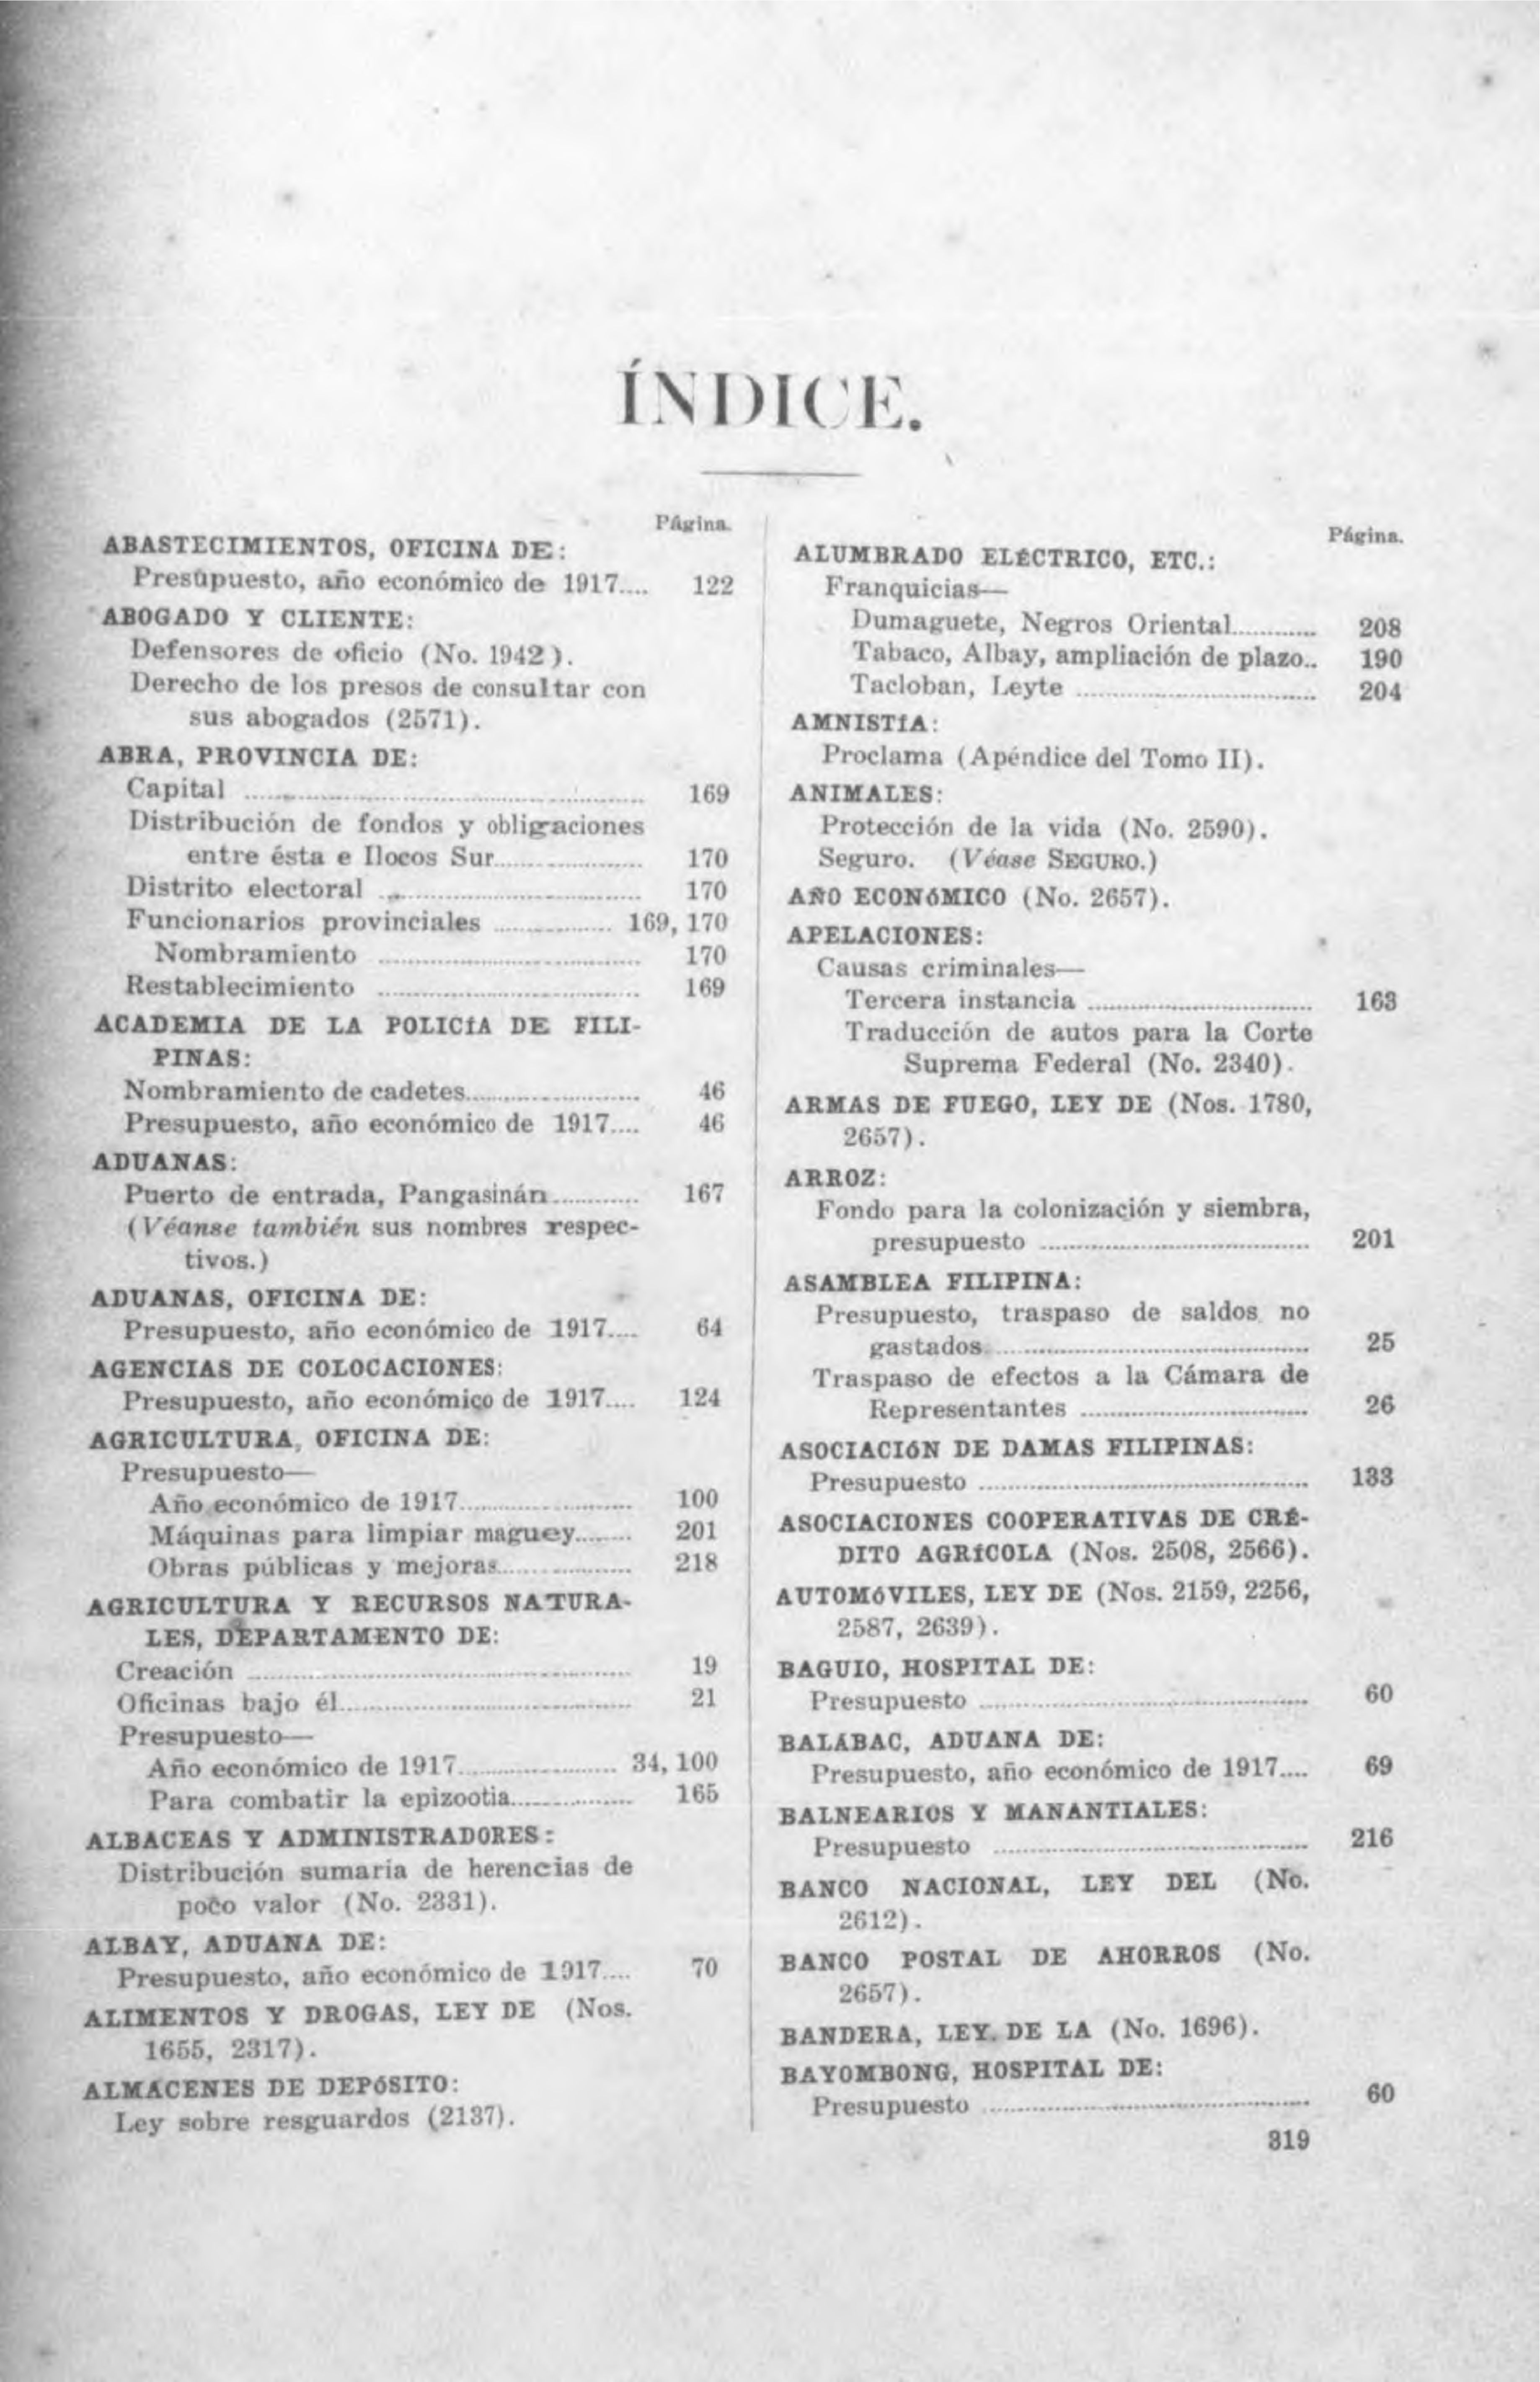 ÍNDICE.
Página.
ABASTECIMIENTOS, OFICINA DE:
Presupuesto, año económico de 1917.... 122
ABOGADO Y CLIENTE:
Defensores de oficio (No. 1942).
Derecho de los presos de consultar con
sus abogados (2571).
ABRA, PROVINCIA DE:
Capital ........ 169
Distribución de fondos y obligaciones
entre ésta e Ilocos Sur........ 170
Distrito electoral ........ 170
Funcionarios provinciales ........ 169, 170
Nombramiento ........ 170
Restablecimiento ........ 169
ACADEMIA DE LA POLICÍA DE FILI-
PINAS:
Nombramiento de cadetes........ 46
Presupuesto, año económico de 1917.... 46
ADUANAS:
Puerto de entrada, Pangasinán........ 167
(Véanse también sus nombres respec-
tivos.)
ADUANAS, OFICINA DE:
Presupuesto, año económico de 1917.... 64
AGENCIAS DE COLOCACIONES:
Presupuesto, año económico de 1917.... 124
AGRICULTURA, OFICINA DE:
Presupuesto—
Año económico de 1917........ 100
Máquinas para limpiar maguey........ 201
Obras públicas y mejoras........ 218
AGRICULTURA Y RECURSOS NATURA-
LES, DEPARTAMENTO DE:
Creación ........ 19
Oficinas bajo él........ 21
Presupuesto—
Año económico de 1917........ 34, 100
Para combatir la epizootia........ 165
ALBACEAS Y ADMINISTRADORES:
Distribución sumaria de herencias de
poco valor (No. 2331).
ALBAY, ADUANA DE:
Presupuesto, año económico de 1917.... 70
ALIMENTOS Y DROGAS, LEY DE (Nos.
1655, 2317).
ALMACENES DE DEPÓSITO:
Ley sobre resguardos (2137).
Página.
ALUMBRADO ELÉCTRICO, ETC.:
Franquicias—
Dumaguete, Negros Oriental........ 208
Tabaco, Albay, ampliación de plazo.. 190
Tacloban, Leyte ........ 204
AMNISTÍA:
Proclama (Apéndice del Tomo II).
ANIMALES:
Protección de la vida (No. 2590).
Seguro. (Véase SEGURO.)
AÑO ECONÓMICO (No. 2657).
APELACIONES:
Causas criminales—
Tercera instancia ........ 163
Traducción de autos para la Corte
Suprema Federal (No. 2340).
ARMAS DE FUEGO, LEY DE (Nos. 1780,
2657).
ARROZ:
Fondo para la colonización y siembra,
presupuesto ........ 201
ASAMBLEA FILIPINA:
Presupuesto, traspaso de saldos no
gastados........ 25
Traspaso de efectos a la Cámara de
Representantes ........ 26
ASOCIACIÓN DE DAMAS FILIPINAS:
Presupuesto ........ 133
ASOCIACIONES COOPERATIVAS DE CRÉ-
DITO AGRÍCOLA (Nos. 2508, 2566).
AUTOMÓVILES, LEY DE (Nos. 2159, 2256,
2587, 2639).
BAGUIO, HOSPITAL DE:
Presupuesto ........ 60
BALÁBAC, ADUANA DE:
Presupuesto, año económico de 1917.... 69
BALNEARIOS Y MANANTIALES:
Presupuesto ........ 216
BANCO NACIONAL, LEY DEL (No.
2612).
BANCO POSTAL DE AHORROS (No.
2657).
BANDERA, LEY DE LA (No. 1696).
BAYOMBONG, HOSPITAL DE:
Presupuesto ........ 60
319